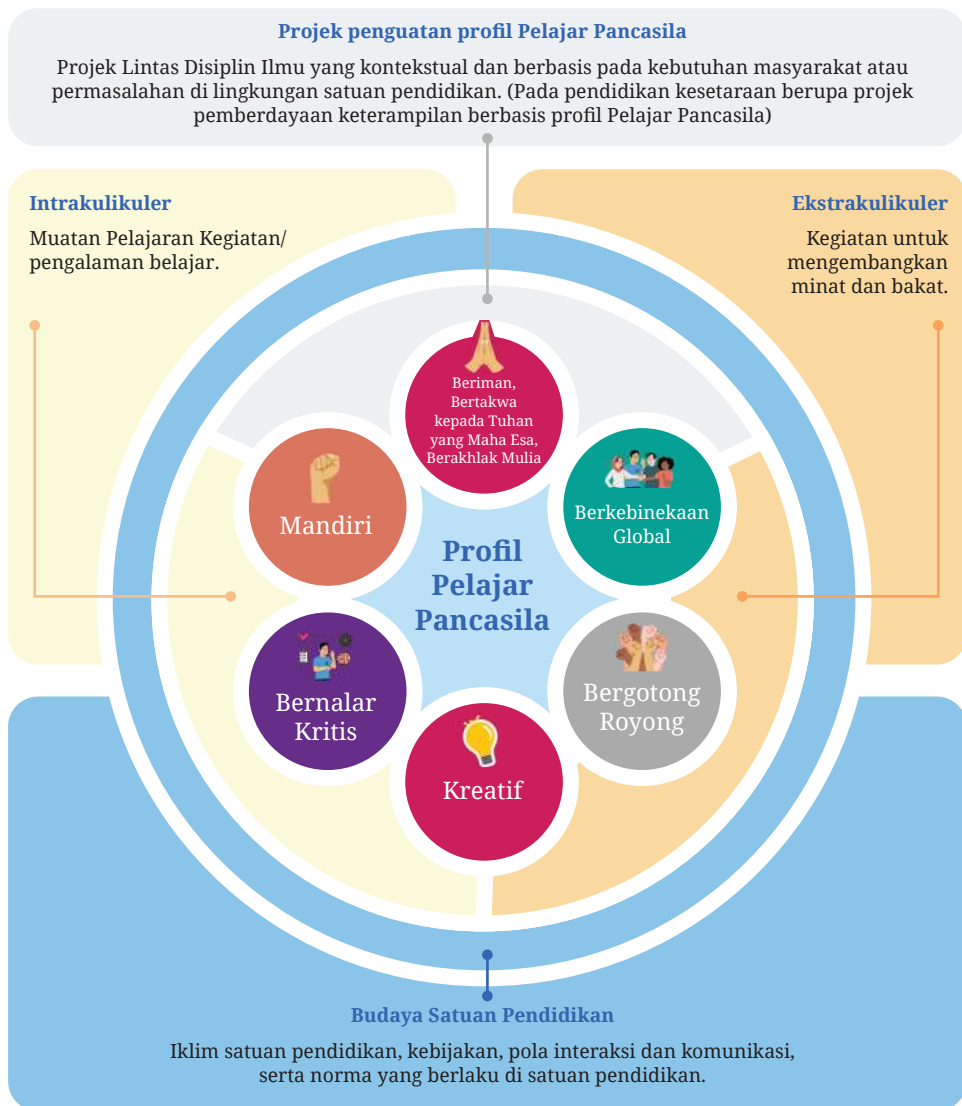 Projek penguatan profil Pelajar Pancasila
Projek Lintas Disiplin Ilmu yang kontekstual dan berbasis pada kebutuhan masyarakat atau
permasalahan di lingkungan satuan pendidikan. (Pada pendidikan kesetaraan berupa projek
pemberdayaan keterampilan berbasis profil Pelajar Pancasila)
Intrakulikuler
Muatan Pelajaran Kegiatan/
pengalaman belajar.
Ekstrakulikuler
Kegiatan untuk
mengembangkan
minat dan bakat.
Beriman,
Bertakwa
kepada Tuhan
yang Maha Esa,
Berakhlak Mulia
Mandiri
Berkebinekaan
Global
Profil
Pelajar
Pancasila
Bernalar
Kritis
Bergotong
Royong
Kreatif
Budaya Satuan Pendidikan
Iklim satuan pendidikan, kebijakan, pola interaksi dan komunikasi,
serta norma yang berlaku di satuan pendidikan.